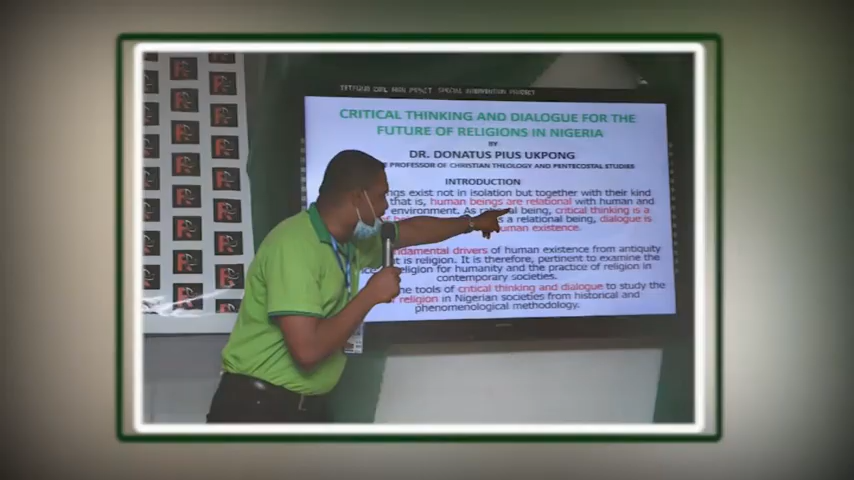 CRITICAL THINKING AND DIALOGUE FOR THE
FUTURE OF RELIGIONS IN NIGERIA
BY
DR. DONATUS PIUS UKPONG
PROFESSOR OF CHRISTIAN THEOLOGY AND PENTECOSTAL STUDIES
INTRODUCTION
exist not in isolation but together with their kind
that is, human beings are relational with human and
environment. As rational being, critical thinking is a
s a relational being, dialogue is
human existence.
damental drivers of human existence from antiquity
nt is religion. It is therefore, pertinent to examine the
religion for humanity and the practice of religion in
contemporary societies.
he tools of critical thinking and dialogue to study the
religion in Nigerian societies from historical and
phenomenological methodology.